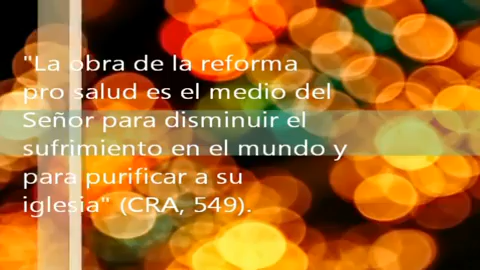 "La obra de la reforma
pro salud es el medio del
Señor para disminuir el
sufrimiento en el mundo y
para purificar a su
iglesia" (CRA, 549).